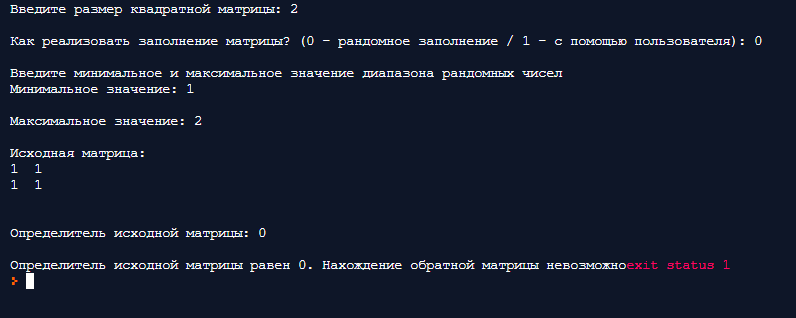 Введите размер квадратной матрицы: 2
Как реализовать заполнение матрицы? (0 - рандомное заполнение / 1 - с помощью пользователя): 0
Введите минимальное и максимальное значение диапазона рандомных чисел
Минимальное значение: 1
Максимальное значение: 2
Исходная матрица:
1 1
1 1
Определитель исходной матрицы: 0
Определитель исходной матрицы равен 0. Нахождение обратной матрицы невозможноexit status 1